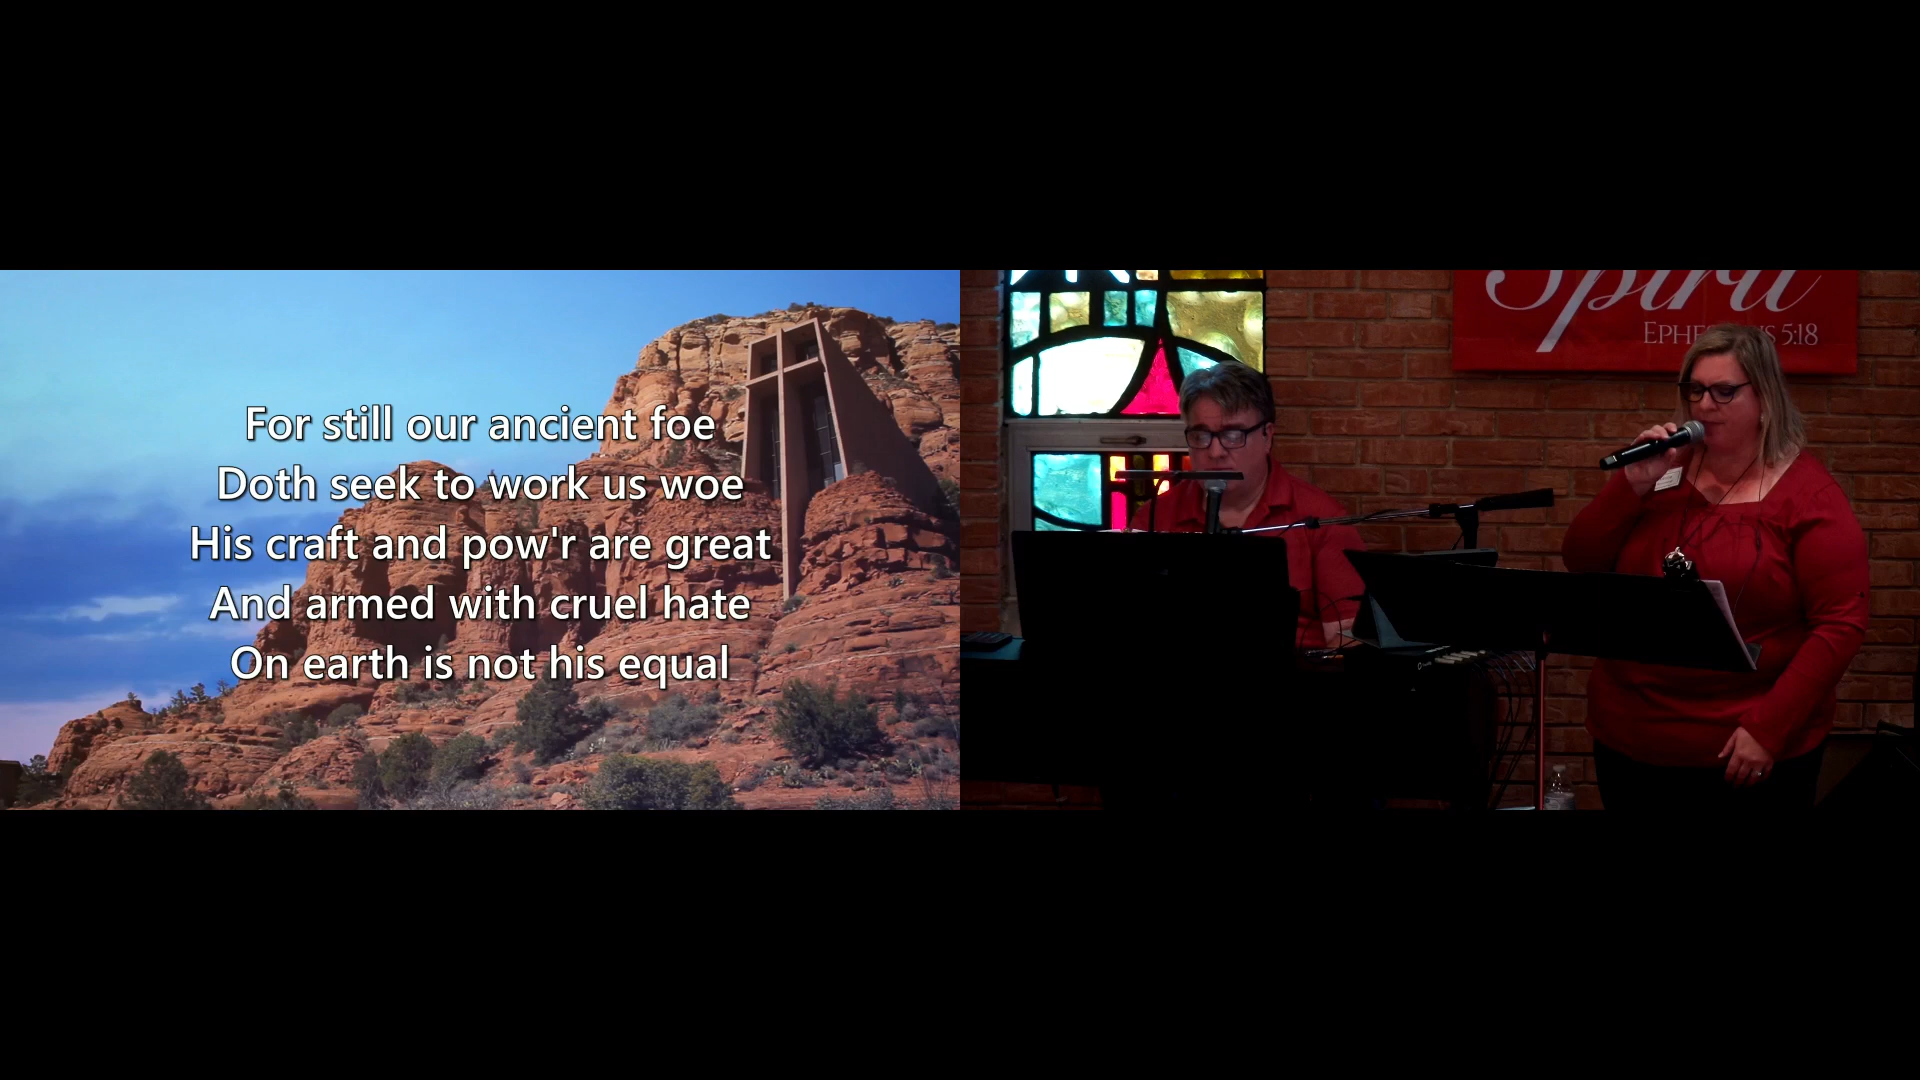 For still our ancient foe
Doth seek to work us woe
His craft and pow'r are great
And armed with cruel hate
On earth is not his equal
Spirit
5:18